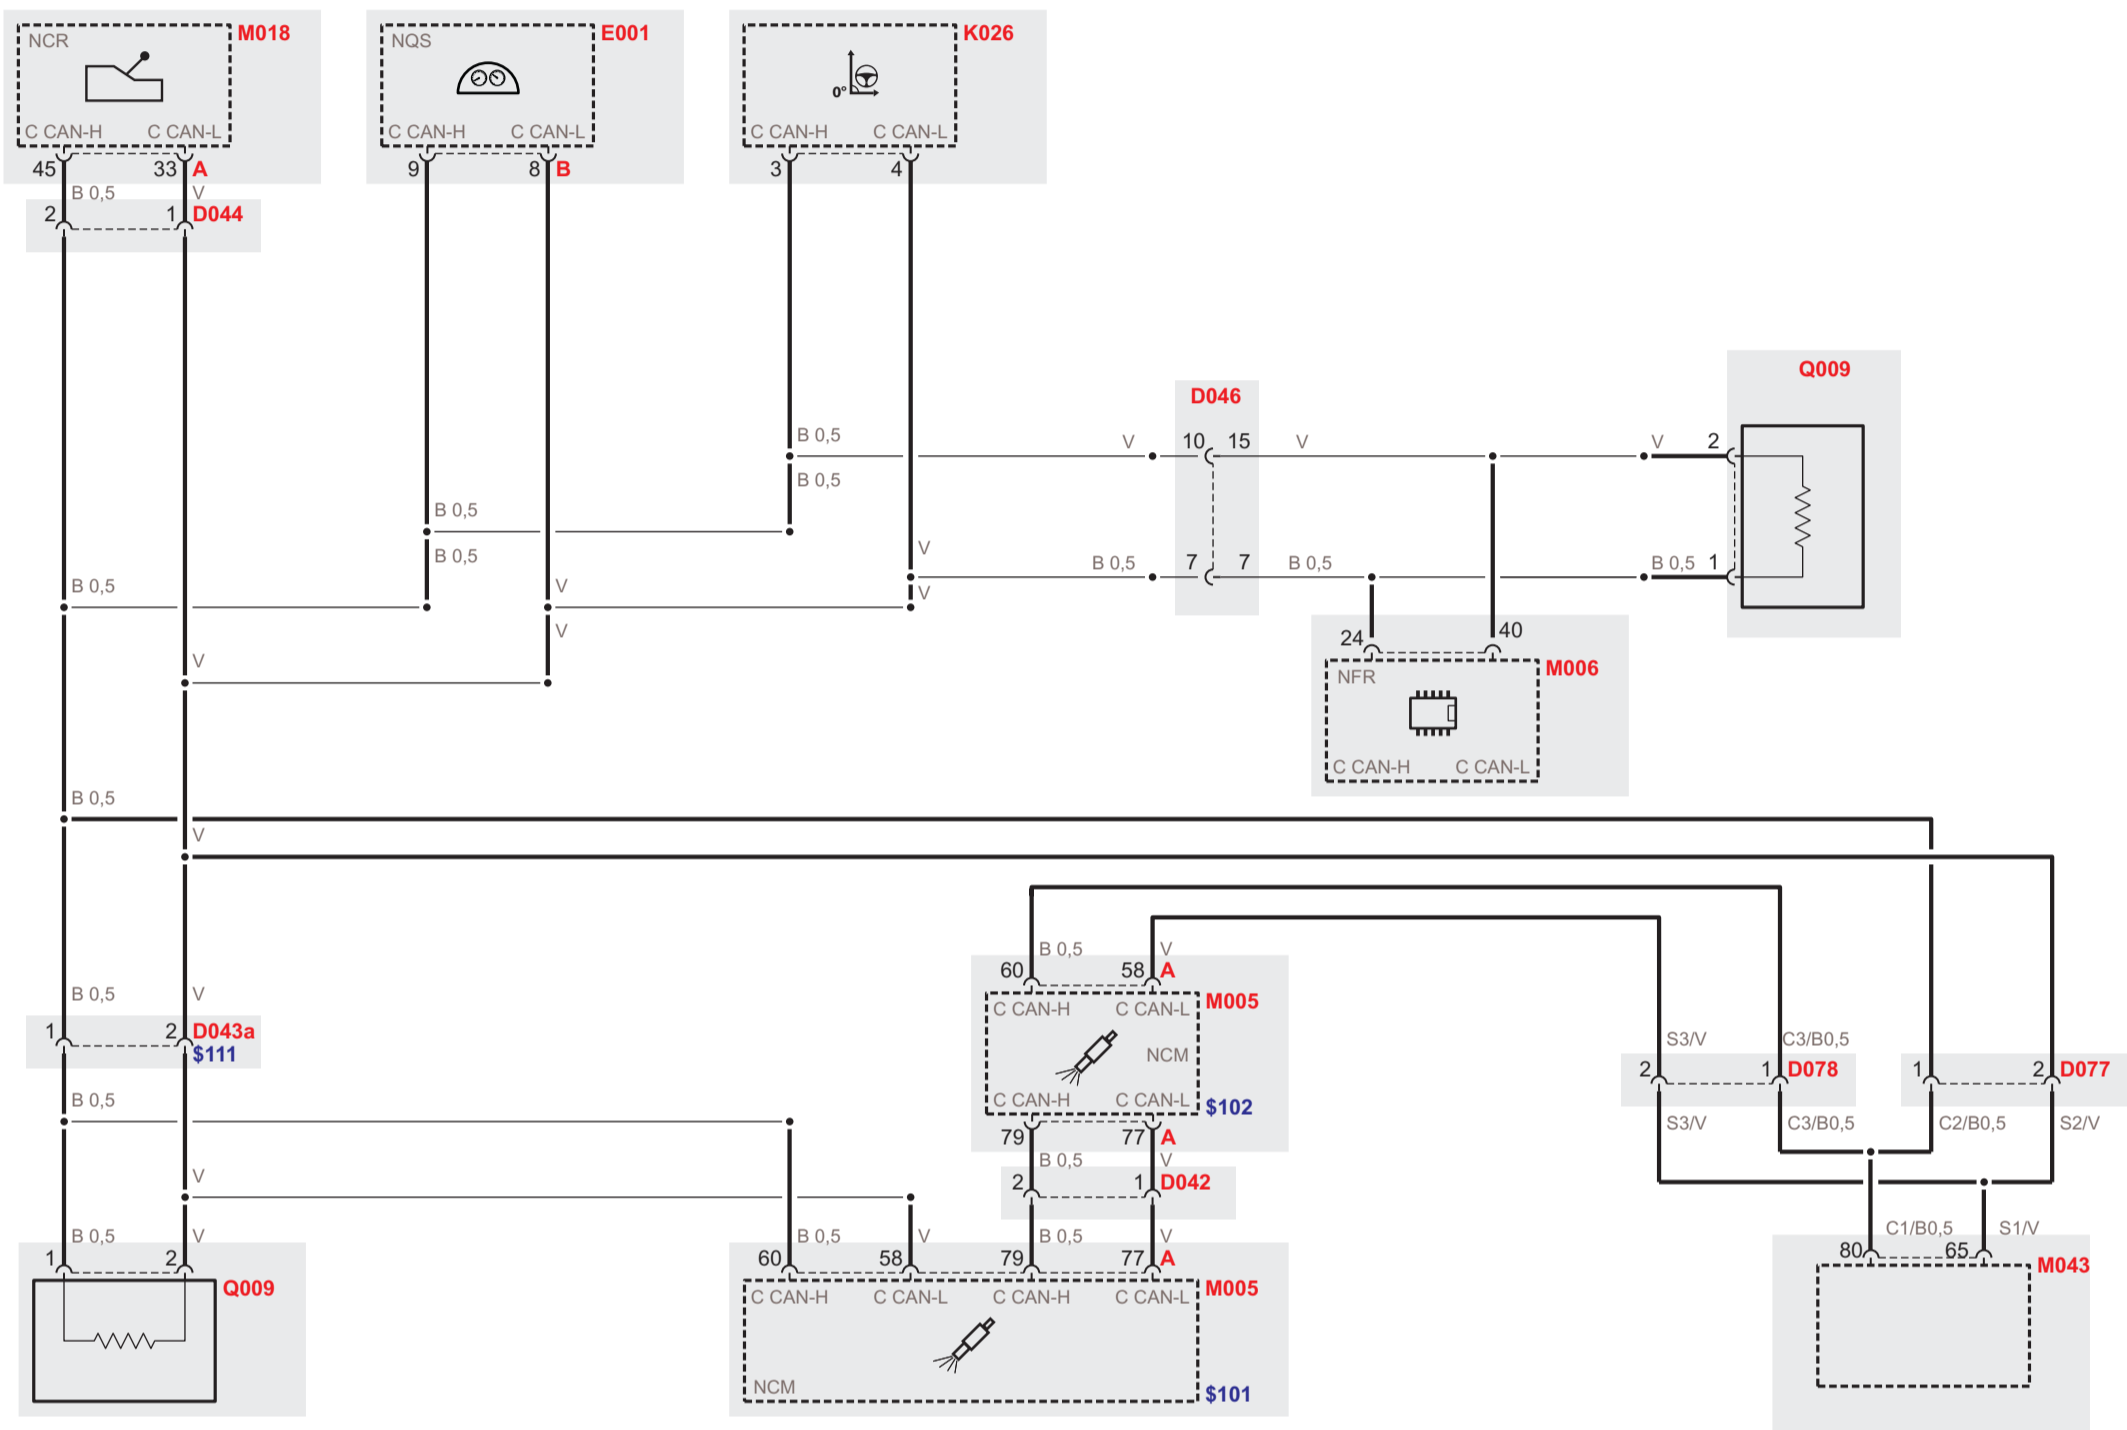 NCR
M018
C CAN-H C CAN-L
45 33 A
B 0,5 V
2 1 D044
NQS
E001
C CAN-H C CAN-L
9 8 B
K026
0°
C CAN-H C CAN-L
3 4
B 0,5
B 0,5
B 0,5
B 0,5
B 0,5
V
V
V
V
V
D046
V 10 15 V
B 0,5 7 7 B 0,5
Q009
V 2
B 0,5 1
24 40
NFR
M006
C CAN-H C CAN-L
B 0,5
V
B 0,5 V
1 2 D043a
$111
B 0,5
V
B 0,5 V
1 2
Q009
B 0,5 V
60 58 A
C CAN-H C CAN-L
M005
NCM
C CAN-H C CAN-L
$102
79 77 A
B 0,5 V
2 1 D042
B 0,5 V B 0,5 V
60 58 79 77 A
C CAN-H C CAN-L C CAN-H C CAN-L
M005
NCM
$101
S3/V C3/B0,5
2 1 D078
S3/V C3/B0,5
1 2 D077
C2/B0,5 S2/V
C1/B0,5 S1/V
80 65
M043